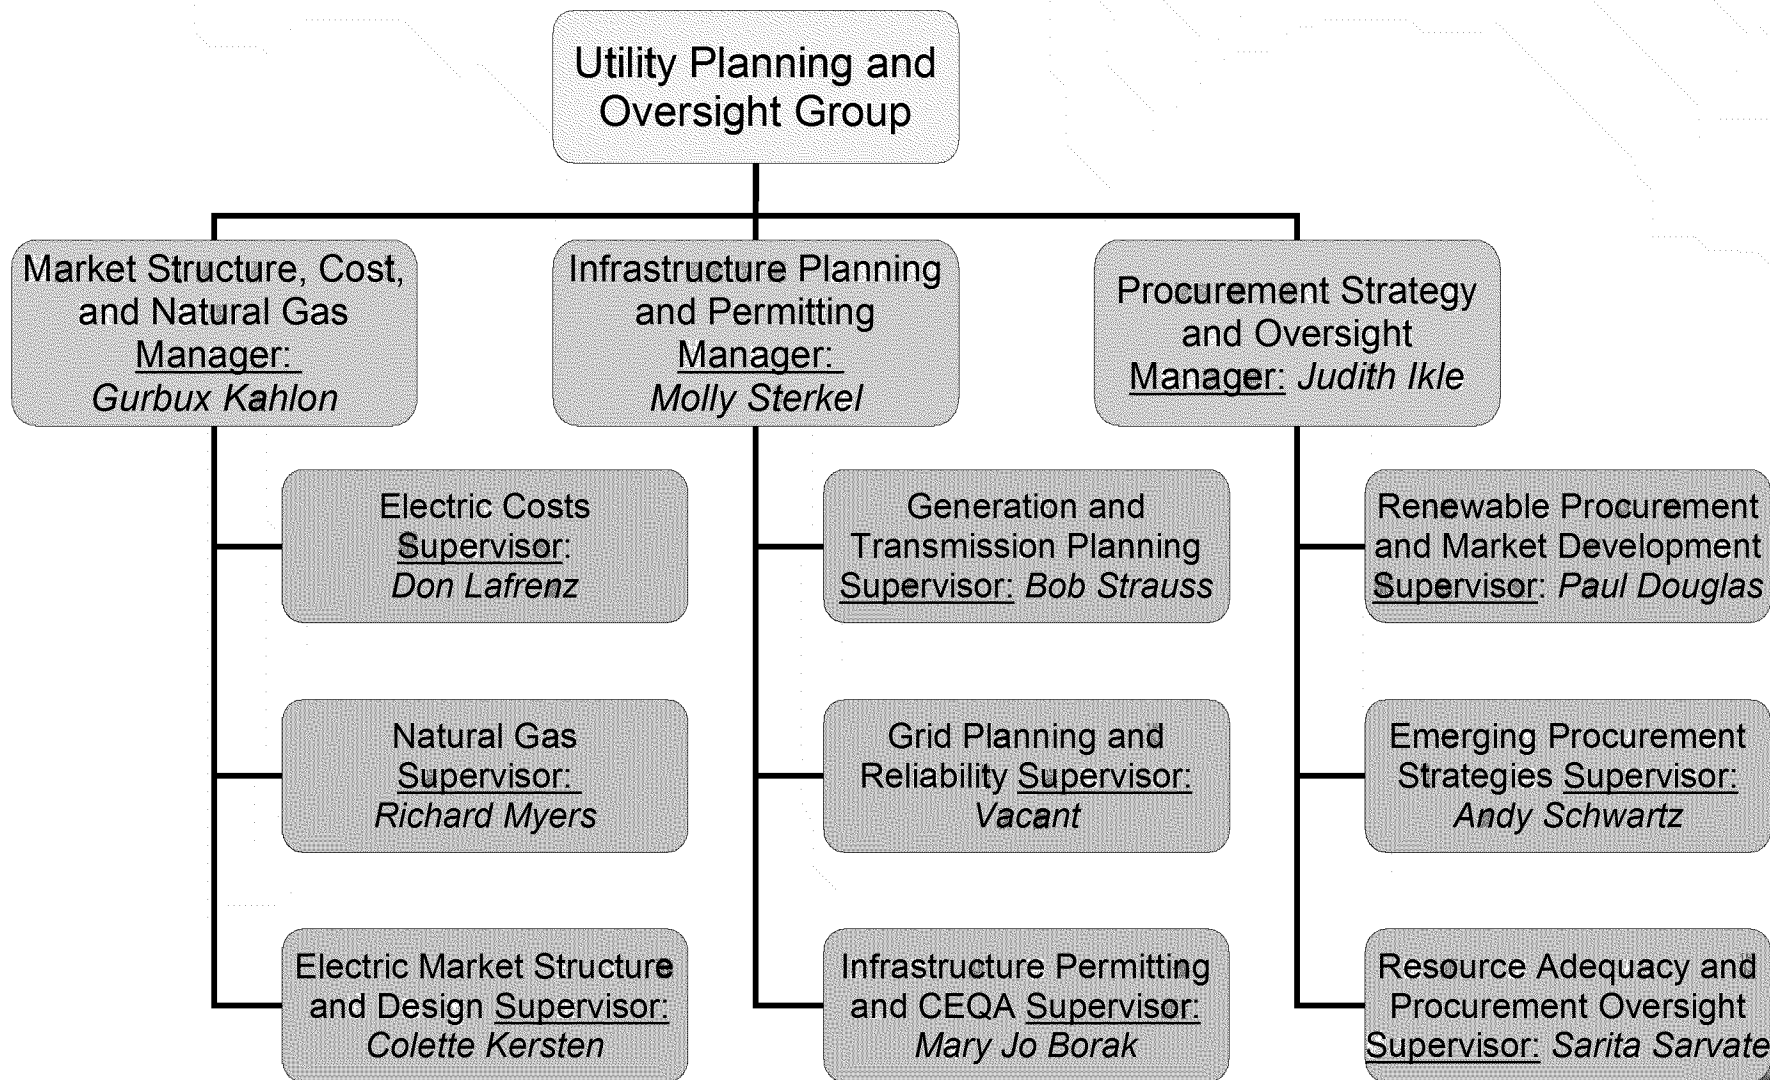 Utility Planning and
Oversight Group
Market Structure, Cost,
and Natural Gas
Manager:
Gurbux Kahlon
Infrastructure Planning
and Permitting
Manager:
Molly Sterkel
Procurement Strategy
and Oversight
Manager: Judith Ikle
Electric Costs
Supervisor:
Don Lafrenz
Generation and
Transmission Planning
Supervisor: Bob Strauss
Renewable Procurement
and Market Development
Supervisor: Paul Douglas
Natural Gas
Supervisor:
Richard Myers
Grid Planning and
Reliability Supervisor:
Vacant
Emerging Procurement
Strategies Supervisor:
Andy Schwartz
Electric Market Structure
and Design Supervisor:
Colette Kersten
Infrastructure Permitting
and CEQA Supervisor:
Mary Jo Borak
Resource Adequacy and
Procurement Oversight
Supervisor: Sarita Sarvate